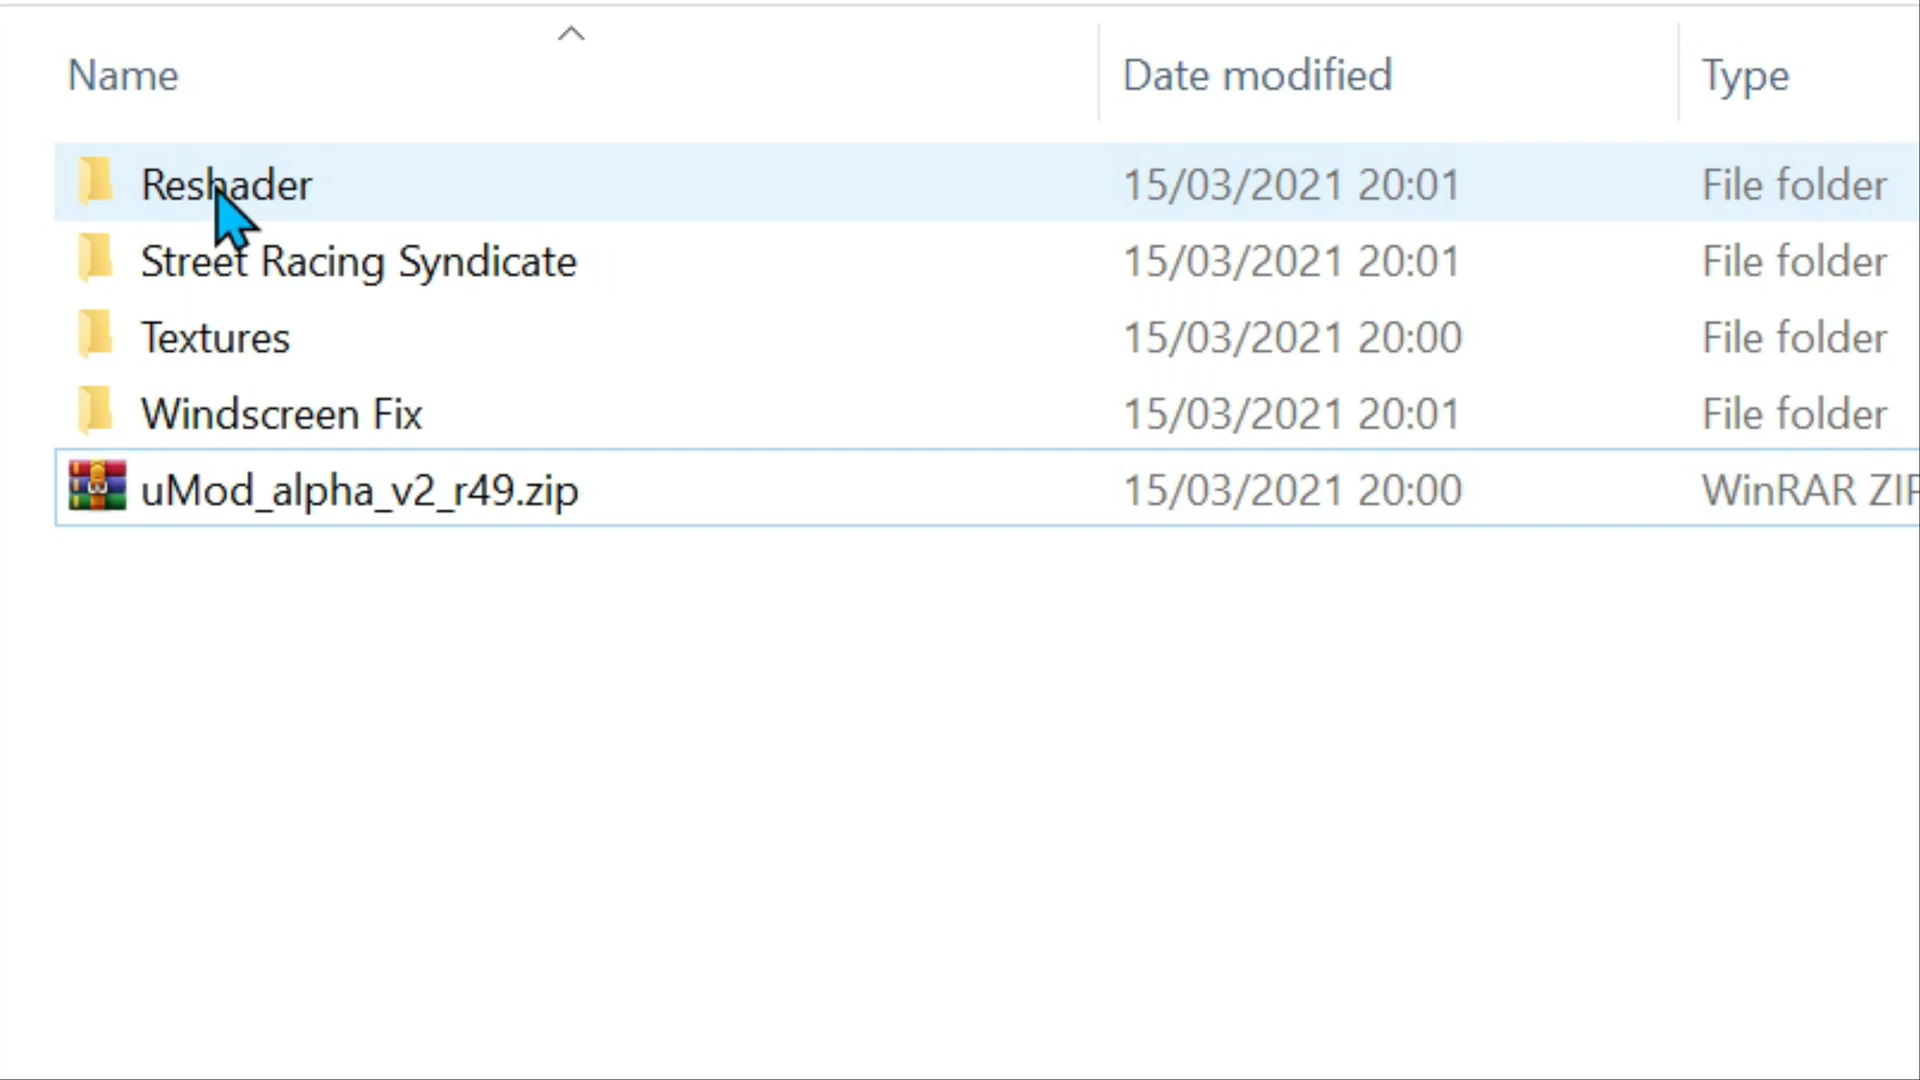 Name Date modified Type
Reshader 15/03/2021 20:01 File folder
Street Racing Syndicate 15/03/2021 20:01 File folder
Textures 15/03/2021 20:00 File folder
Windscreen Fix 15/03/2021 20:01 File folder
uMod_alpha_v2_r49.zip 15/03/2021 20:00 WinRAR ZIP